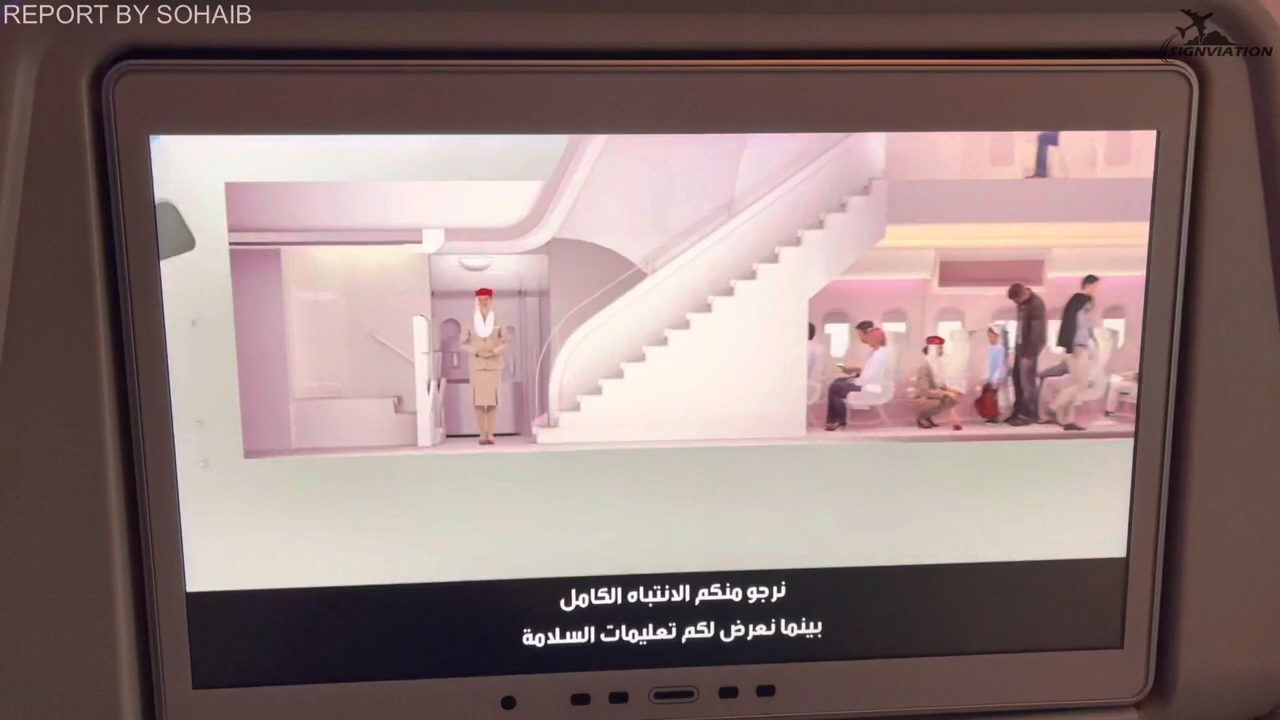 REPORT BY SOHAIB
SIGNVIATION
نرجو منكم الانتباه الكامل
بينما نعرض لكم تعليمات السلامة